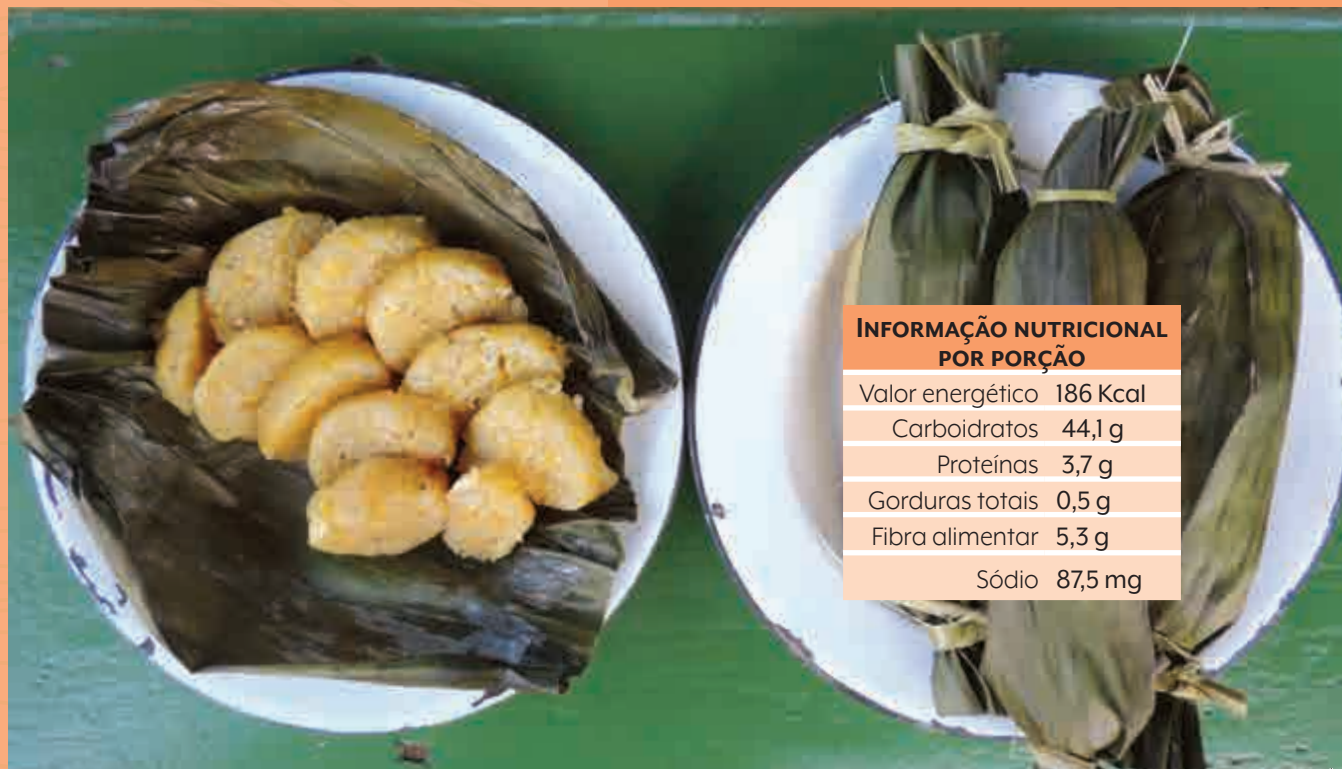 INFORMAÇÃO NUTRICIONAL
POR PORÇÃO
Valor energético 186 Kcal
Carboidratos 44,1 g
Proteínas 3,7 g
Gorduras totais 0,5 g
Fibra alimentar 5,3 g
Sódio 87,5 mg